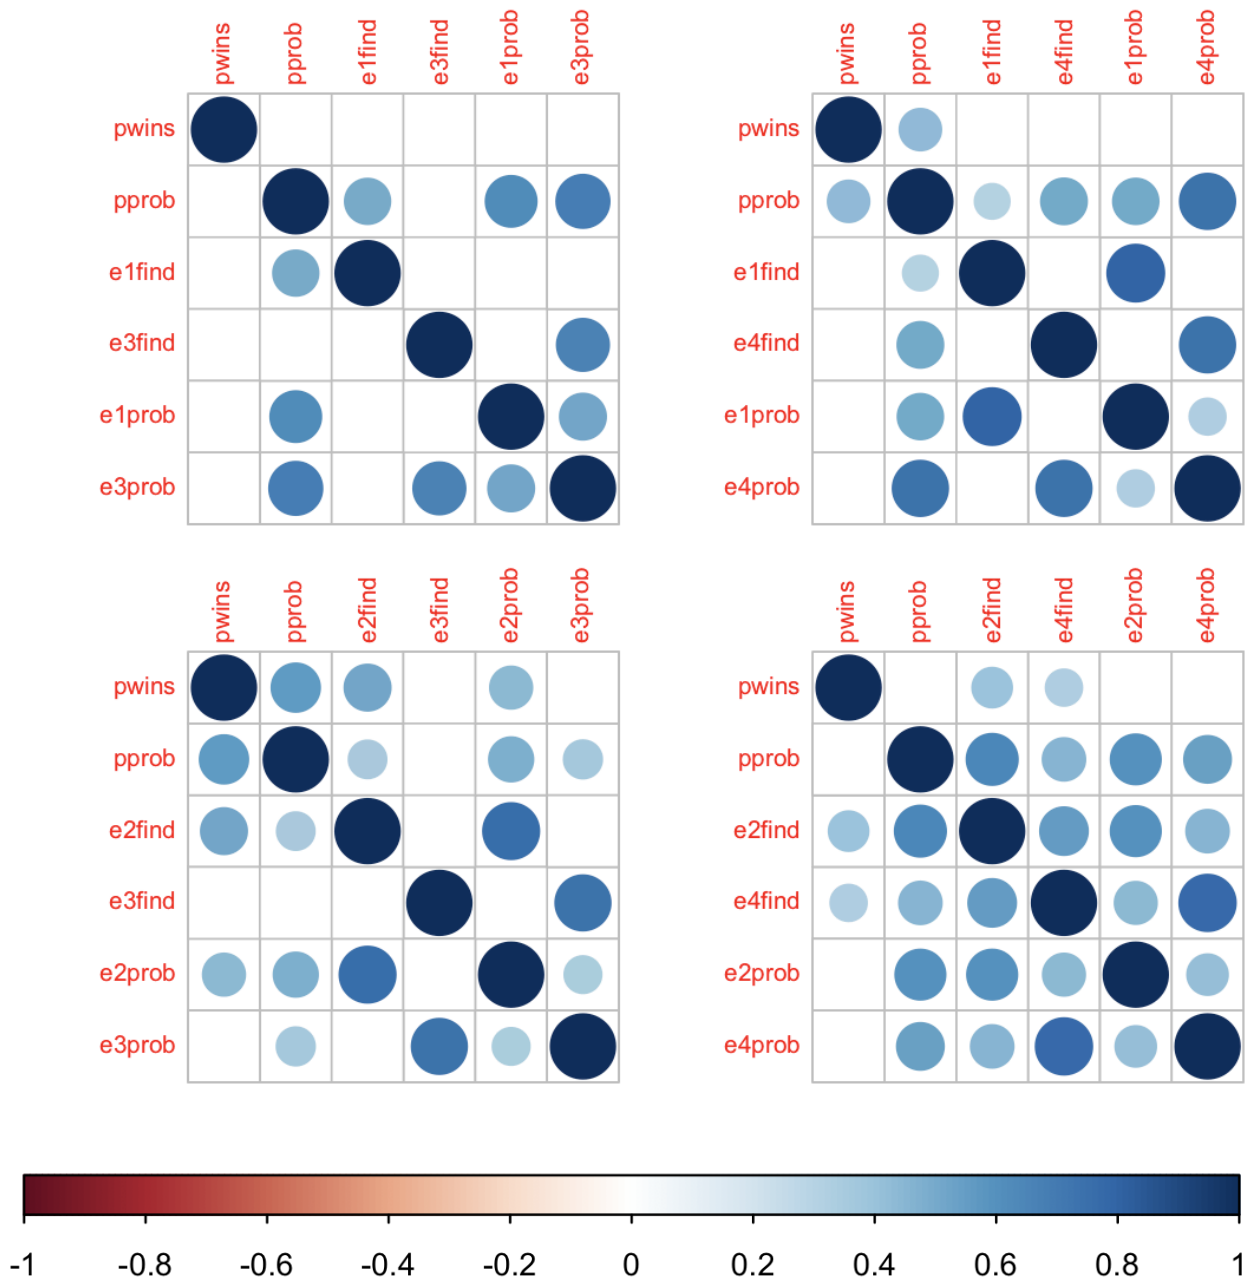 pwins pprob e1find e3find e1prob e3prob
pwins
pprob
e1find
e3find
e1prob
e3prob
pwins pprob e1find e4find e1prob e4prob
pwins
pprob
e1find
e4find
e1prob
e4prob
pwins pprob e2find e3find e2prob e3prob
pwins
pprob
e2find
e3find
e2prob
e3prob
pwins pprob e2find e4find e2prob e4prob
pwins
pprob
e2find
e4find
e2prob
e4prob
-1 -0.8 -0.6 -0.4 -0.2 0 0.2 0.4 0.6 0.8 1